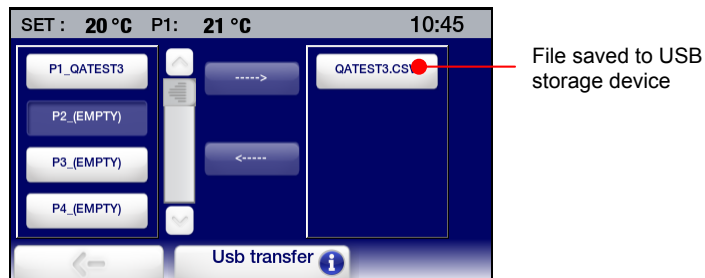 SET : 20 °C P1: 21 °C 10:45
P1_QATEST3
P2_(EMPTY)
P3_(EMPTY)
P4_(EMPTY)
----->
<-----
QATEST3.CSV
File saved to USB
storage device
Usb transfer